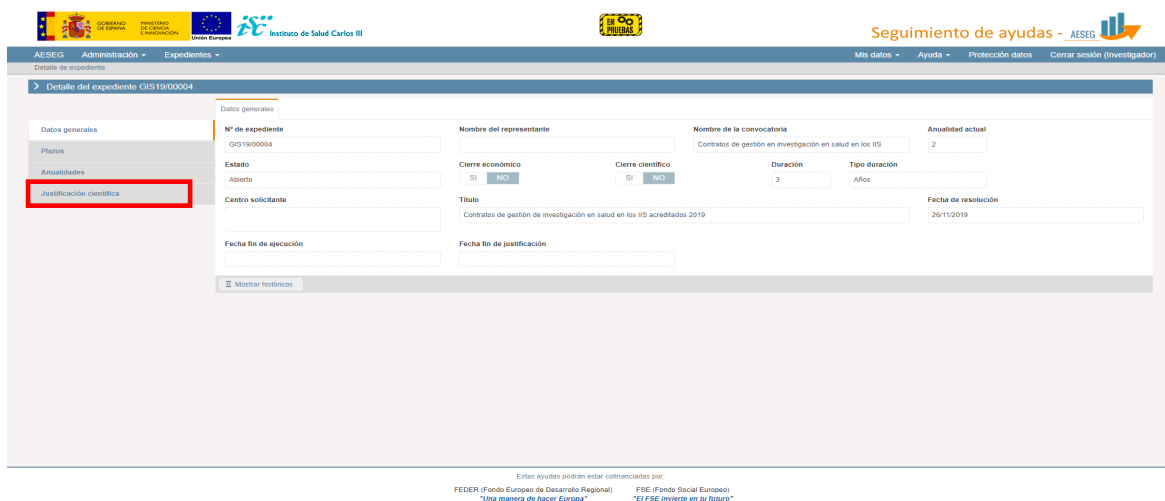 GOBIERNO DE ESPAÑA
MINISTERIO DE CIENCIA E INNOVACIÓN
Unión Europea
isc Instituto de Salud Carlos III
EN PRUEBAS
Seguimiento de ayudas - AESEG
AESEG Administración Expedientes Mis datos Ayuda Protección datos Cerrar sesión (Investigador)
Detalle de expediente
Detalle del expediente GIS19/00004
Datos generales
Datos generales
Plazos
Anualidades
Justificación científica
Nº de expediente Nombre del representante Nombre de la convocatoria Anualidad actual
GIS19/00004 Contratos de gestión en investigación en salud en los IIS 2
Estado Cierre económico Cierre científico Duración Tipo duración
Abierto SI NO SI NO 3 Años
Centro solicitante Título Fecha de resolución
Contratos de gestión de investigación en salud en los IIS acreditados 2019 26/11/2019
Fecha fin de ejecución Fecha fin de justificación
Mostrar históricos
Estas ayudas podrán estar cofinanciadas por:
FEDER (Fondo Europeo de Desarrollo Regional) FSE (Fondo Social Europeo)
"Una manera de hacer Europa" "El FSE invierte en tu futuro"